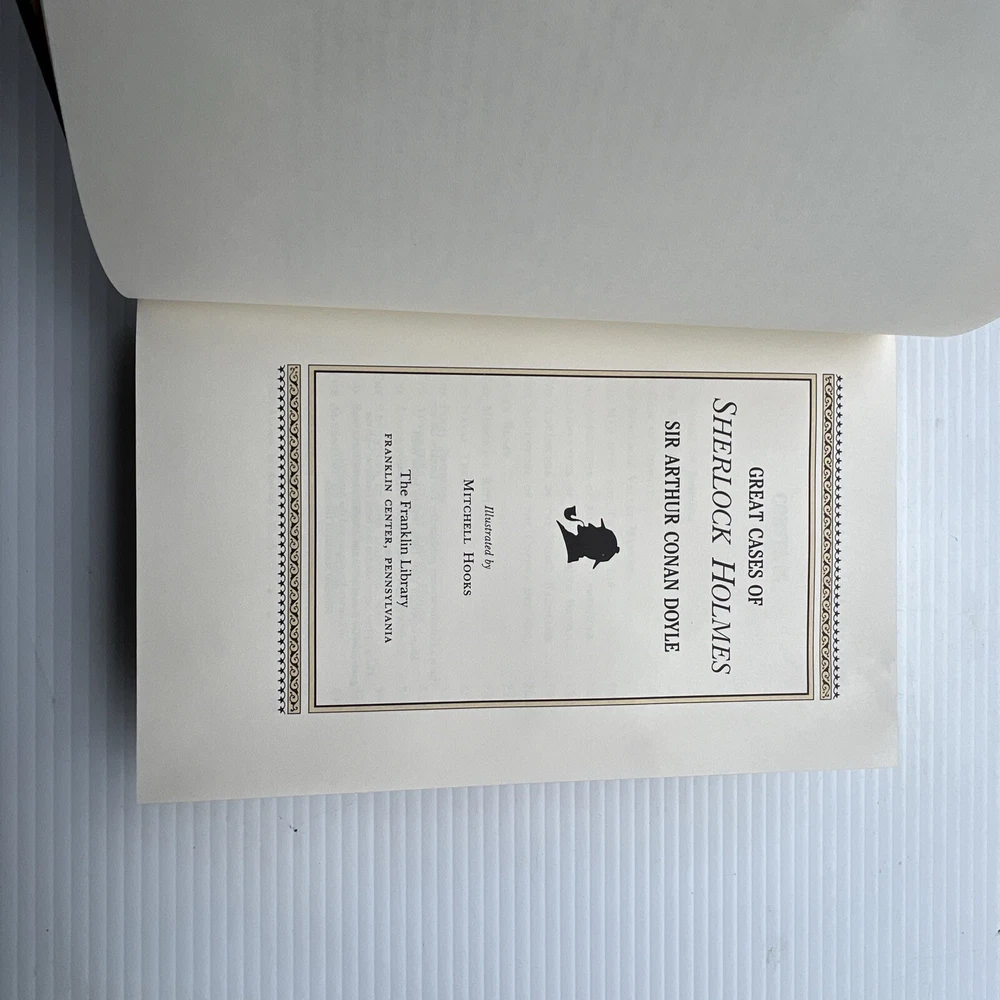 GREAT CASES OF
SHERLOCK HOLMES
SIR ARTHUR CONAN DOYLE
Illustrated by
MITCHELL HOOKS
The Franklin Library
FRANKLIN CENTER, PENNSYLVANIA